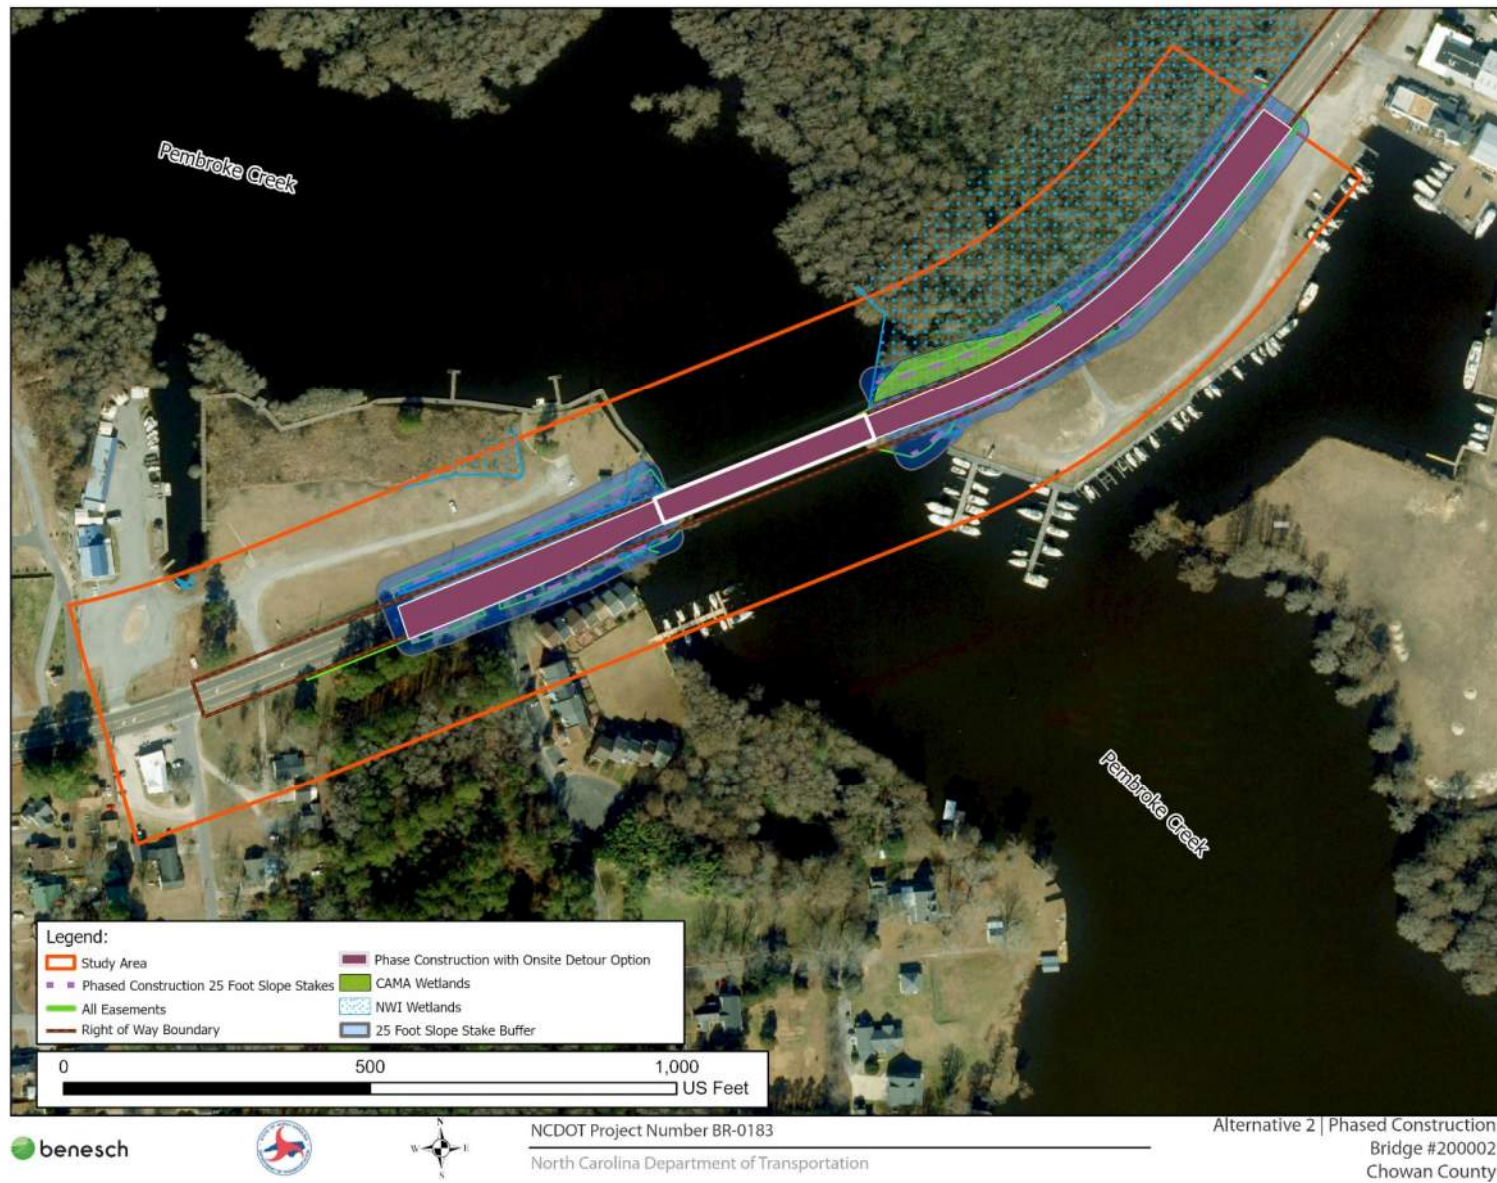 Pembroke Creek
Pembroke Creek
Legend:
Study Area
Phased Construction 25 Foot Slope Stakes
All Easements
Right of Way Boundary
Phase Construction with Onsite Detour Option
CAMA Wetlands
NWI Wetlands
25 Foot Slope Stake Buffer
0 500 1,000
US Feet
benesch
N
W E
S
NCDOT Project Number BR-0183
North Carolina Department of Transportation
Alternative 2 | Phased Construction
Bridge #200002
Chowan County